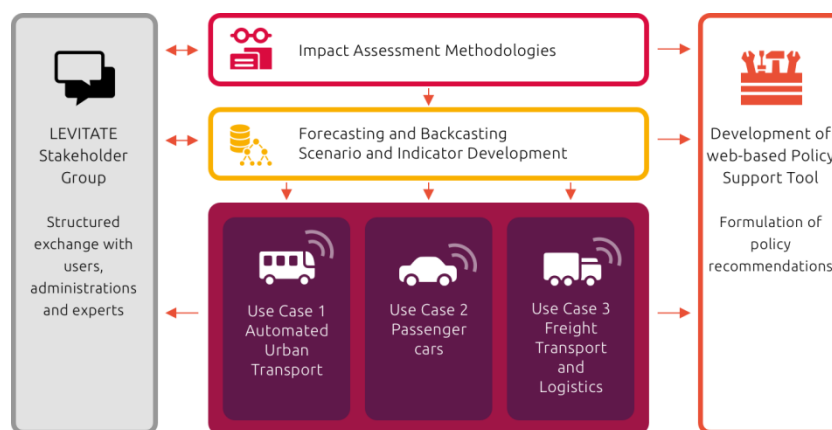 LEVITATE
Stakeholder
Group
Structured
exchange with
users,
administrations
and experts
Impact Assessment Methodologies
Forecasting and Backcasting
Scenario and Indicator Development
Use Case 1
Automated
Urban
Transport
Use Case 2
Passenger
cars
Use Case 3
Freight
Transport
and
Logistics
Development of
web-based Policy
Support Tool
Formulation of
policy
recommendations